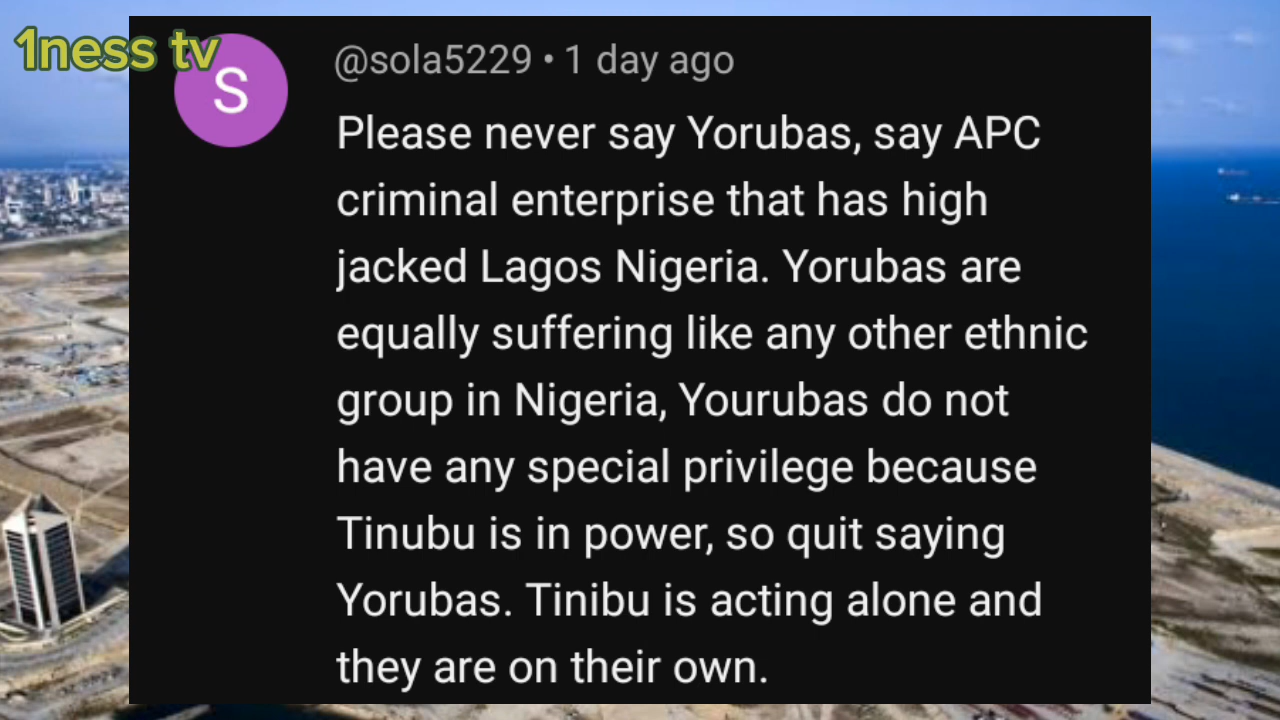 1ness tv
S
@sola5229 • 1 day ago
Please never say Yorubas, say APC
criminal enterprise that has high
jacked Lagos Nigeria. Yorubas are
equally suffering like any other ethnic
group in Nigeria, Yourubas do not
have any special privilege because
Tinubu is in power, so quit saying
Yorubas. Tinibu is acting alone and
they are on their own.